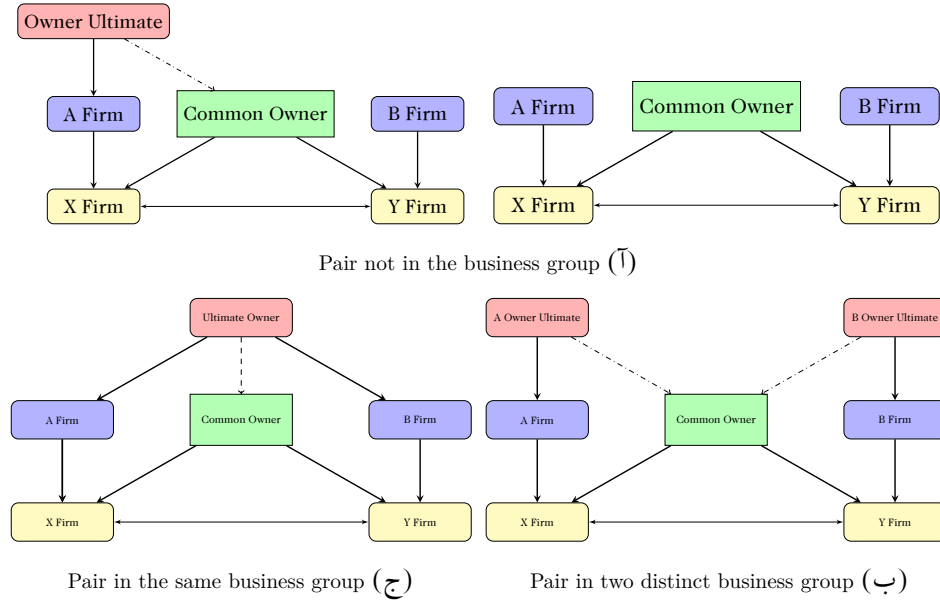 Owner Ultimate
A Firm
Common Owner
B Firm
X Firm
Y Firm
A Firm
Common Owner
B Firm
X Firm
Y Firm
Pair not in the business group (آ)
Ultimate Owner
A Firm
Common Owner
B Firm
X Firm
Y Firm
Pair in the same business group (ج)
A Owner Ultimate
B Owner Ultimate
A Firm
Common Owner
B Firm
X Firm
Y Firm
Pair in two distinct business group (ب)